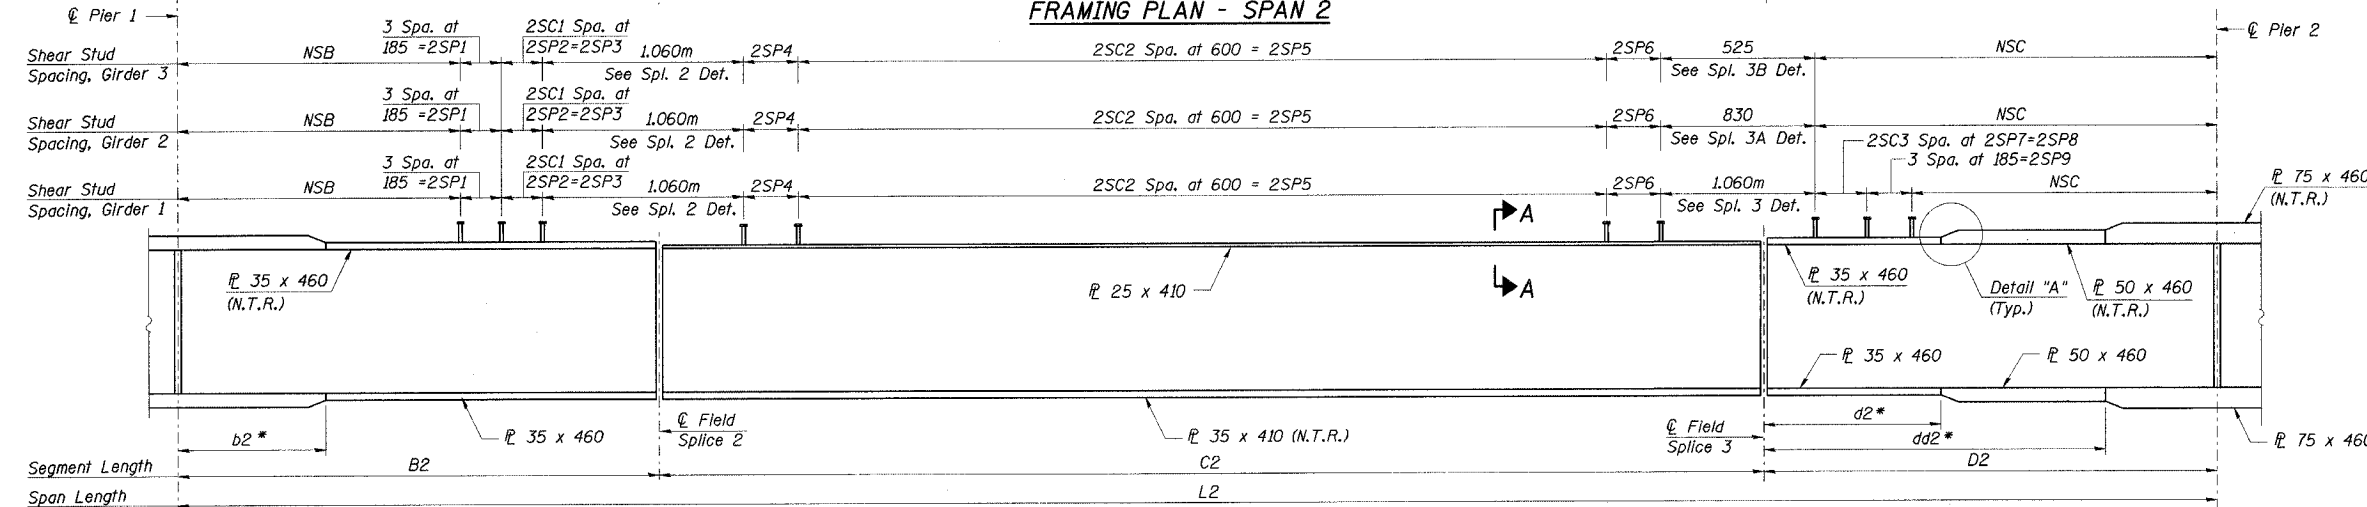 FRAMING PLAN - SPAN 2
℄ Pier 1
℄ Pier 2
Shear Stud
Spacing, Girder 3
NSB
3 Spa. at
185 =2SP1
2SC1 Spa. at
2SP2=2SP3
1.060m
See Spl. 2 Det.
2SP4
2SC2 Spa. at 600 = 2SP5
2SP6
525
See Spl. 3B Det.
NSC
Shear Stud
Spacing, Girder 2
NSB
3 Spa. at
185 =2SP1
2SC1 Spa. at
2SP2=2SP3
1.060m
See Spl. 2 Det.
2SP4
2SC2 Spa. at 600 = 2SP5
2SP6
830
See Spl. 3A Det.
NSC
2SC3 Spa. at 2SP7=2SP8
3 Spa. at 185=2SP9
Shear Stud
Spacing, Girder 1
NSB
3 Spa. at
185 =2SP1
2SC1 Spa. at
2SP2=2SP3
1.060m
See Spl. 2 Det.
2SP4
2SC2 Spa. at 600 = 2SP5
2SP6
1.060m
See Spl. 3 Det.
NSC
℄ 75 x 460
(N.T.R.)
A
A
℄ 35 x 460
(N.T.R.)
℄ 25 x 410
℄ 35 x 460
(N.T.R.)
Detail "A"
(Typ.)
℄ 50 x 460
(N.T.R.)
℄ 35 x 460
℄ 50 x 460
b2*
℄ 35 x 460
℄ Field
Splice 2
℄ 35 x 410 (N.T.R.)
℄ Field
Splice 3
d2*
dd2*
℄ 75 x 460
Segment Length
B2
C2
D2
Span Length
L2